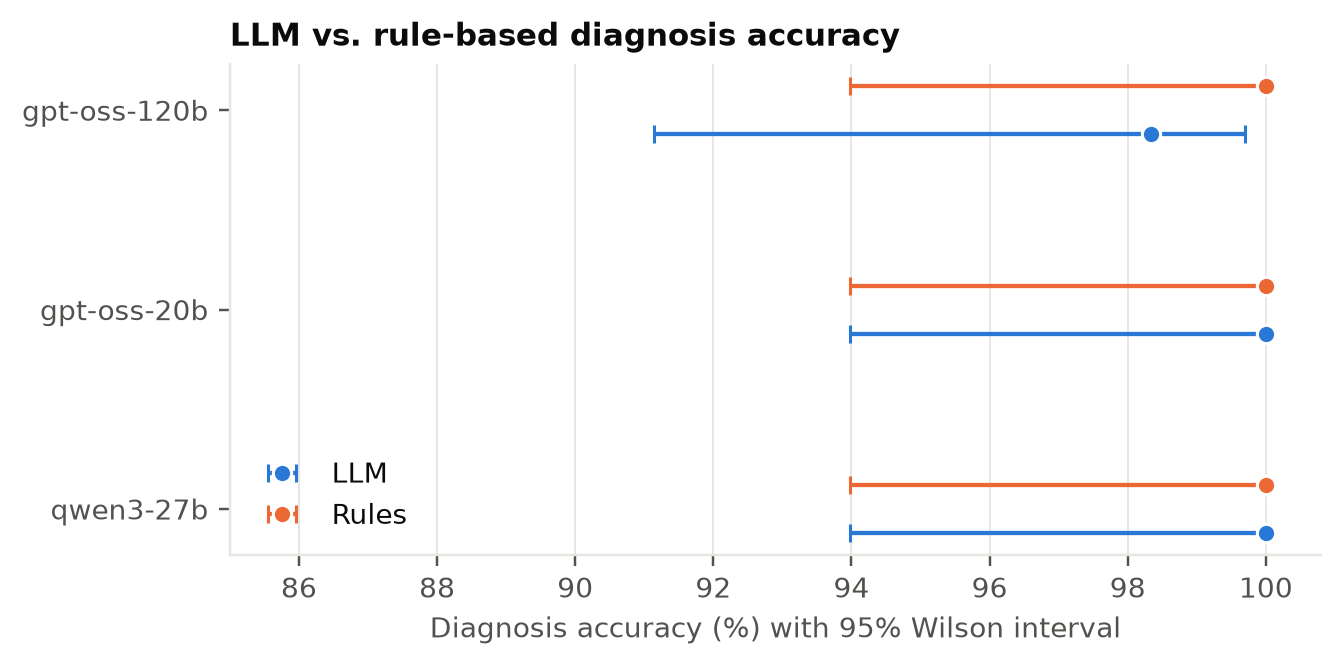 LLM vs. rule-based diagnosis accuracy
gpt-oss-120b
gpt-oss-20b
qwen3-27b
LLM
Rules
86 88 90 92 94 96 98 100
Diagnosis accuracy (%) with 95% Wilson interval